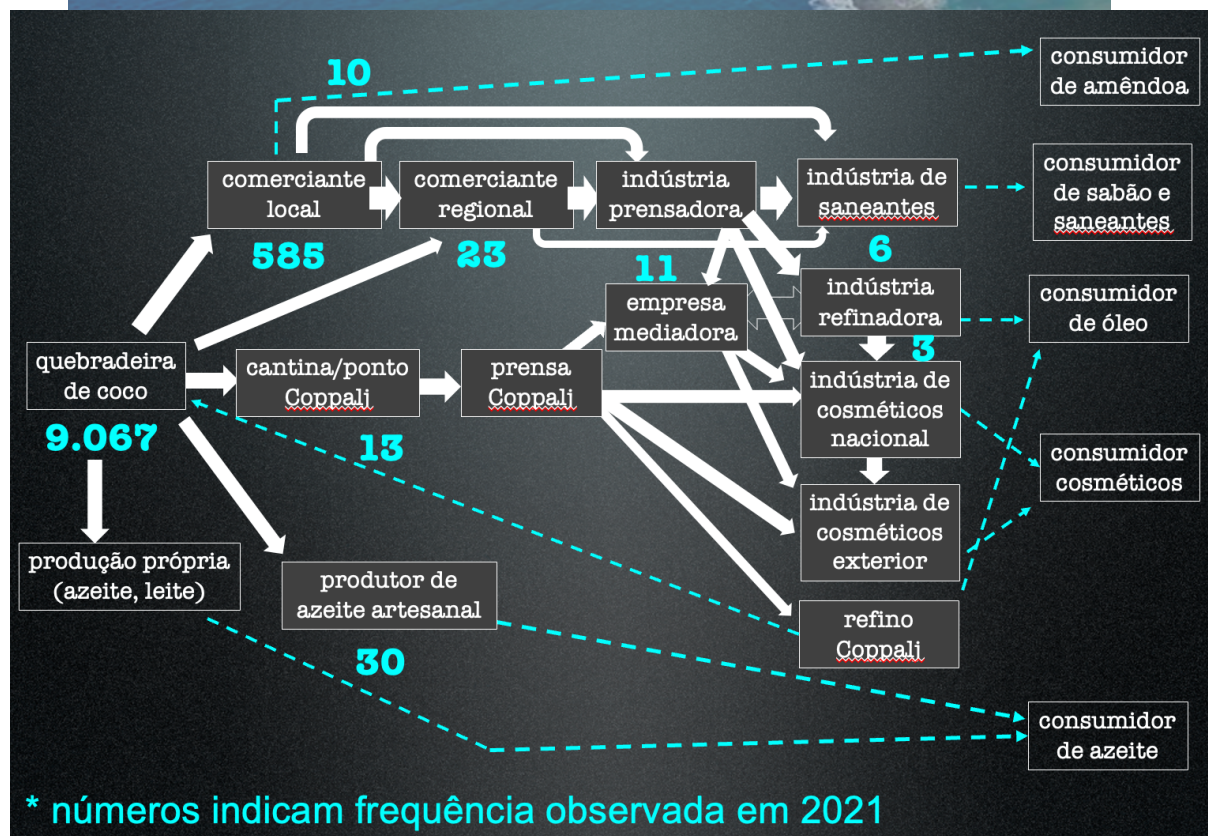 10
consumidor
de amêndoa
comerciante
local
comerciante
regional
indústria
prensadora
indústria de
saneantes
consumidor
de sabão e
saneantes
585
23
11
6
empresa
mediadora
indústria
refinadora
consumidor
de óleo
3
quebradeira
de coco
cantina/ponto
Coppalj
prensa
Coppalj
indústria de
cosméticos
nacional
9.067
13
consumidor
cosméticos
indústria de
cosméticos
exterior
produção própria
(azeite, leite)
produtor de
azeite artesanal
refino
Coppalj
30
consumidor
de azeite
* números indicam frequência observada em 2021